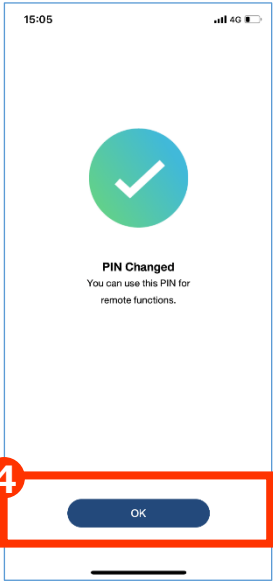 15:05
4G
PIN Changed
You can use this PIN for
remote functions.
4
OK